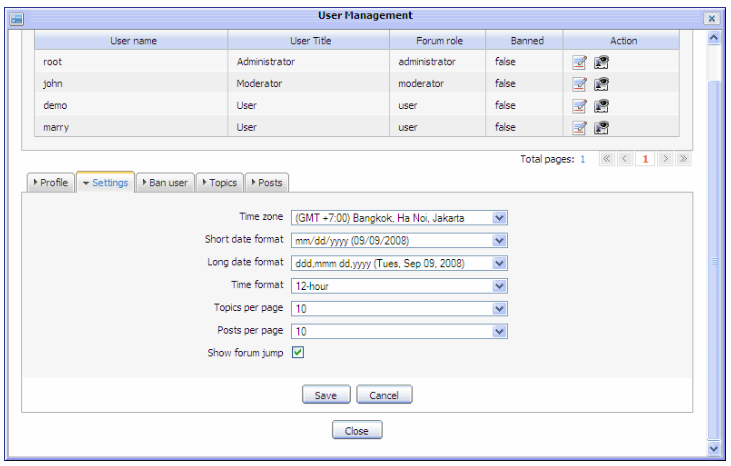 User Management
User name User Title Forum role Banned Action
root Administrator administrator false
john Moderator moderator false
demo User user false
marry User user false
Total pages: 1 1
Profile Settings Ban user Topics Posts
Time zone (GMT +7:00) Bangkok, Ha Noi, Jakarta
Short date format mm/dd/yyyy (09/09/2008)
Long date format ddd,mmm dd,yyyy (Tues, Sep 09, 2008)
Time format 12-hour
Topics per page 10
Posts per page 10
Show forum jump
Save Cancel
Close